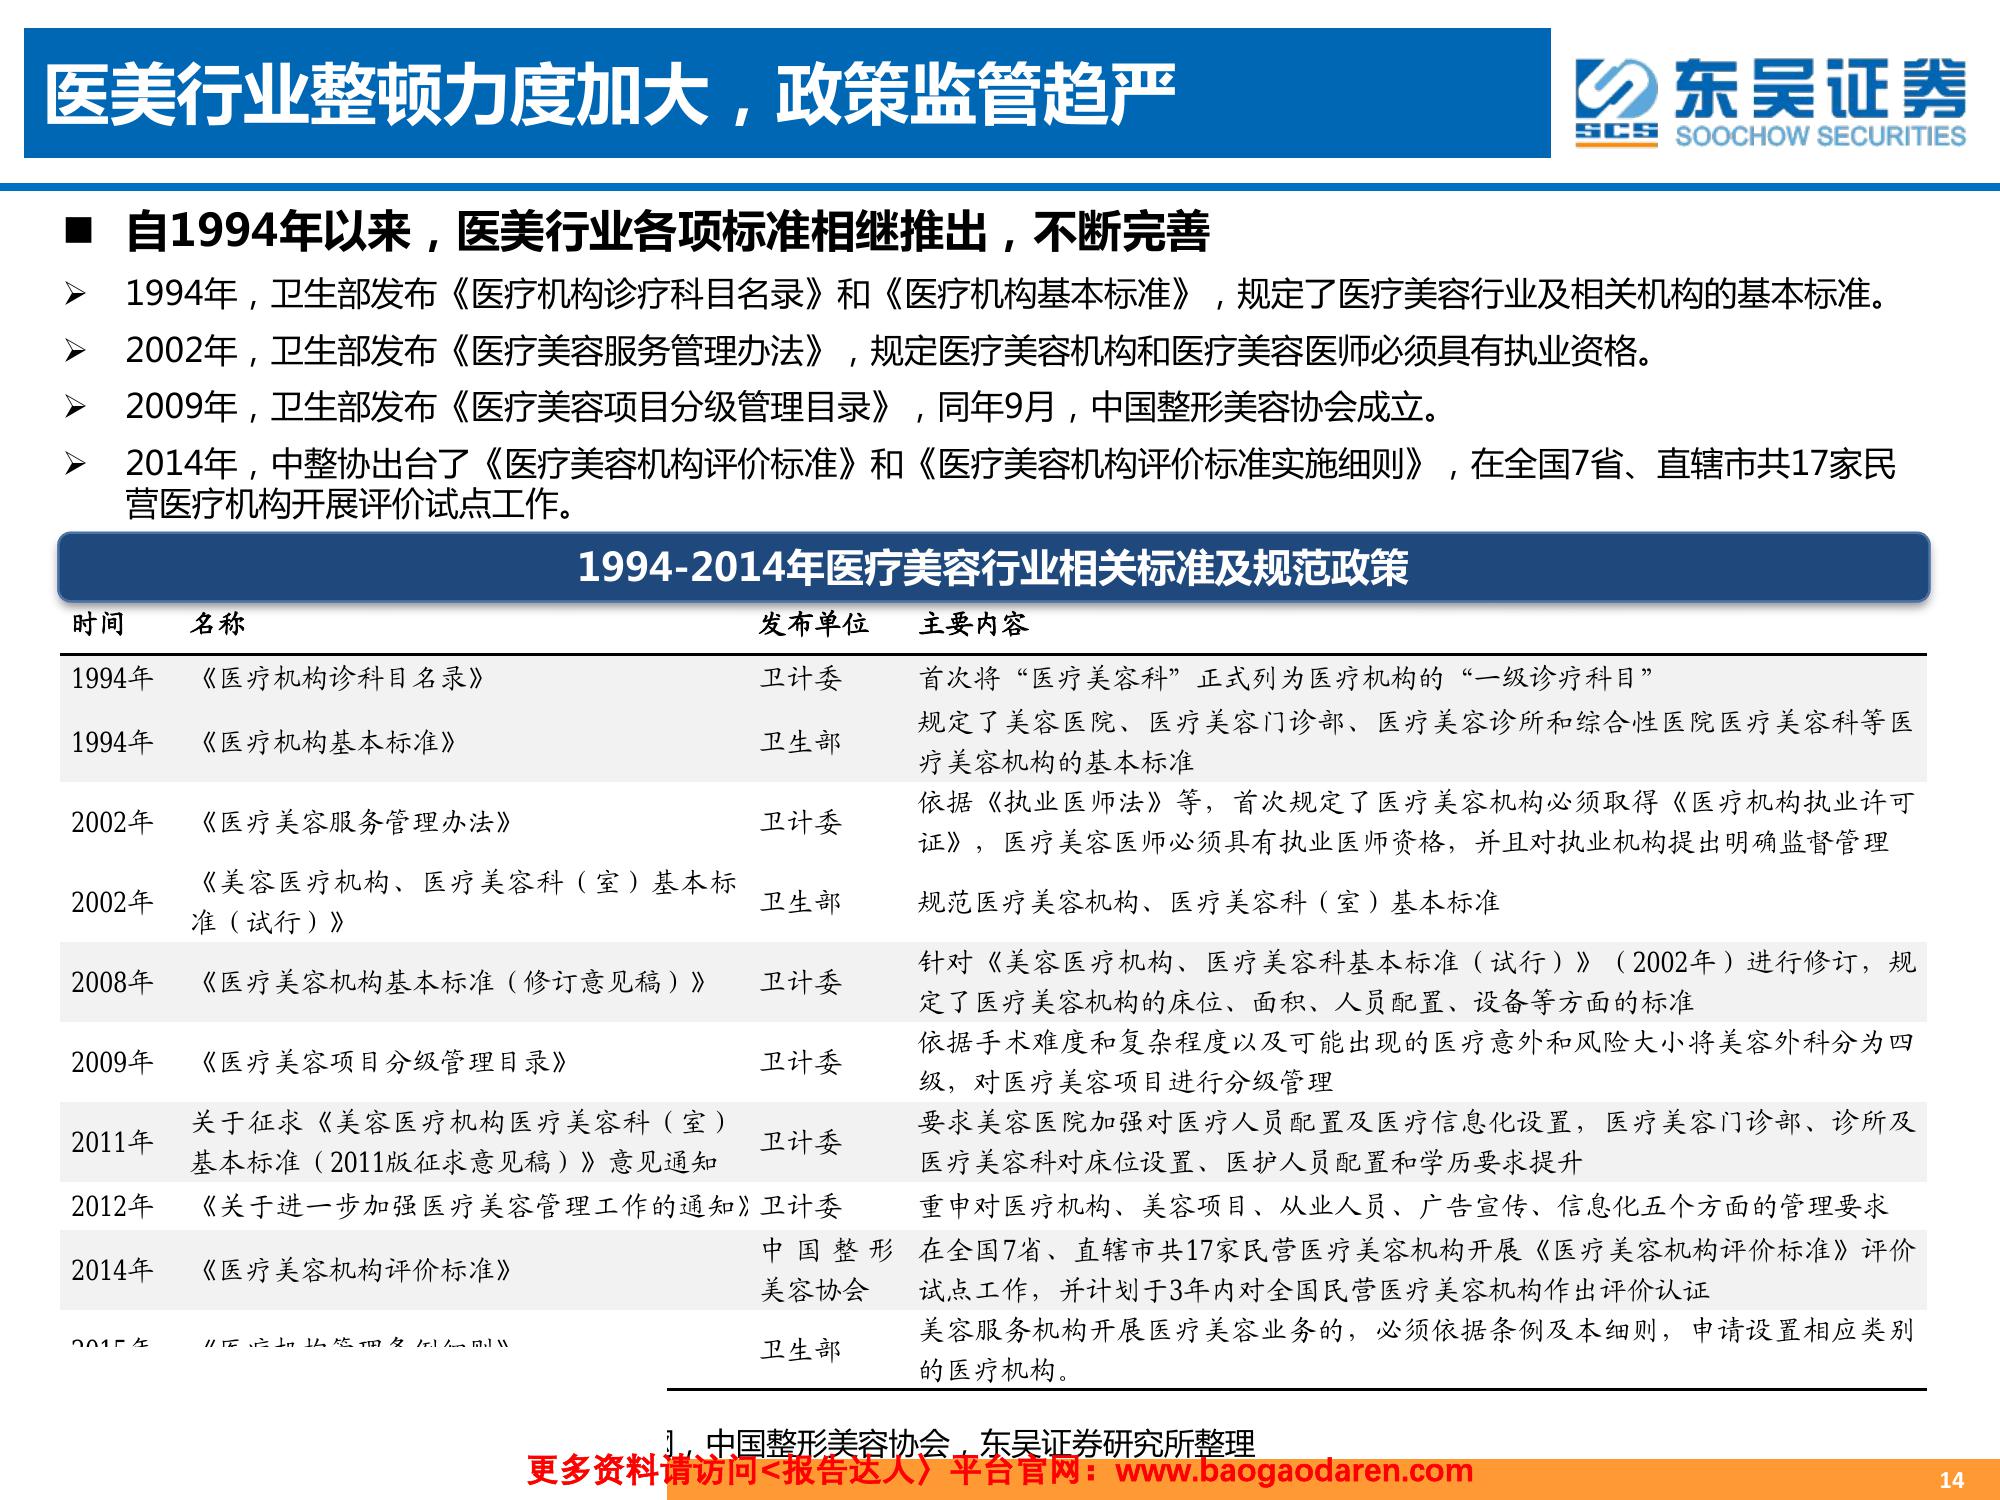 医美行业整顿力度加大，政策监管趋严
东吴证券
SCS
SOOCHOW SECURITIES
■ 自1994年以来，医美行业各项标准相继推出，不断完善
➢ 1994年，卫生部发布《医疗机构诊疗科目名录》和《医疗机构基本标准》，规定了医疗美容行业及相关机构的基本标准。
➢ 2002年，卫生部发布《医疗美容服务管理办法》，规定医疗美容机构和医疗美容医师必须具有执业资格。
➢ 2009年，卫生部发布《医疗美容项目分级管理目录》，同年9月，中国整形美容协会成立。
➢ 2014年，中整协出台了《医疗美容机构评价标准》和《医疗美容机构评价标准实施细则》，在全国7省、直辖市共17家民
营医疗机构开展评价试点工作。
1994-2014年医疗美容行业相关标准及规范政策
时间 名称 发布单位 主要内容
1994年 《医疗机构诊科目名录》 卫计委 首次将“医疗美容科”正式列为医疗机构的“一级诊疗科目”
1994年 《医疗机构基本标准》 卫生部 规定了美容医院、医疗美容门诊部、医疗美容诊所和综合性医院医疗美容科等医
疗美容机构的基本标准
2002年 《医疗美容服务管理办法》 卫计委 依据《执业医师法》等，首次规定了医疗美容机构必须取得《医疗机构执业许可
证》，医疗美容医师必须具有执业医师资格，并且对执业机构提出明确监督管理
2002年 《美容医疗机构、医疗美容科（室）基本标
准（试行）》 卫生部 规范医疗美容机构、医疗美容科（室）基本标准
2008年 《医疗美容机构基本标准（修订意见稿）》 卫计委 针对《美容医疗机构、医疗美容科基本标准（试行）》（2002年）进行修订，规
定了医疗美容机构的床位、面积、人员配置、设备等方面的标准
2009年 《医疗美容项目分级管理目录》 卫计委 依据手术难度和复杂程度以及可能出现的医疗意外和风险大小将美容外科分为四
级，对医疗美容项目进行分级管理
2011年 关于征求《美容医疗机构医疗美容科（室）
基本标准（2011版征求意见稿）》意见通知 卫计委 要求美容医院加强对医疗人员配置及医疗信息化设置，医疗美容门诊部、诊所及
医疗美容科对床位设置、医护人员配置和学历要求提升
2012年 《关于进一步加强医疗美容管理工作的通知》 卫计委 重申对医疗机构、美容项目、从业人员、广告宣传、信息化五个方面的管理要求
2014年 《医疗美容机构评价标准》 中国整形
美容协会 在全国7省、直辖市共17家民营医疗美容机构开展《医疗美容机构评价标准》评价
试点工作，并计划于3年内对全国民营医疗美容机构作出评价认证
2015年 《医疗机构管理条例细则》 卫生部 美容服务机构开展医疗美容业务的，必须依据条例及本细则，申请设置相应类别
的医疗机构。
，中国整形美容协会，东吴证券研究所整理
更多资料请访问<报告达人〉平台官网：www.baogaodaren.com
14